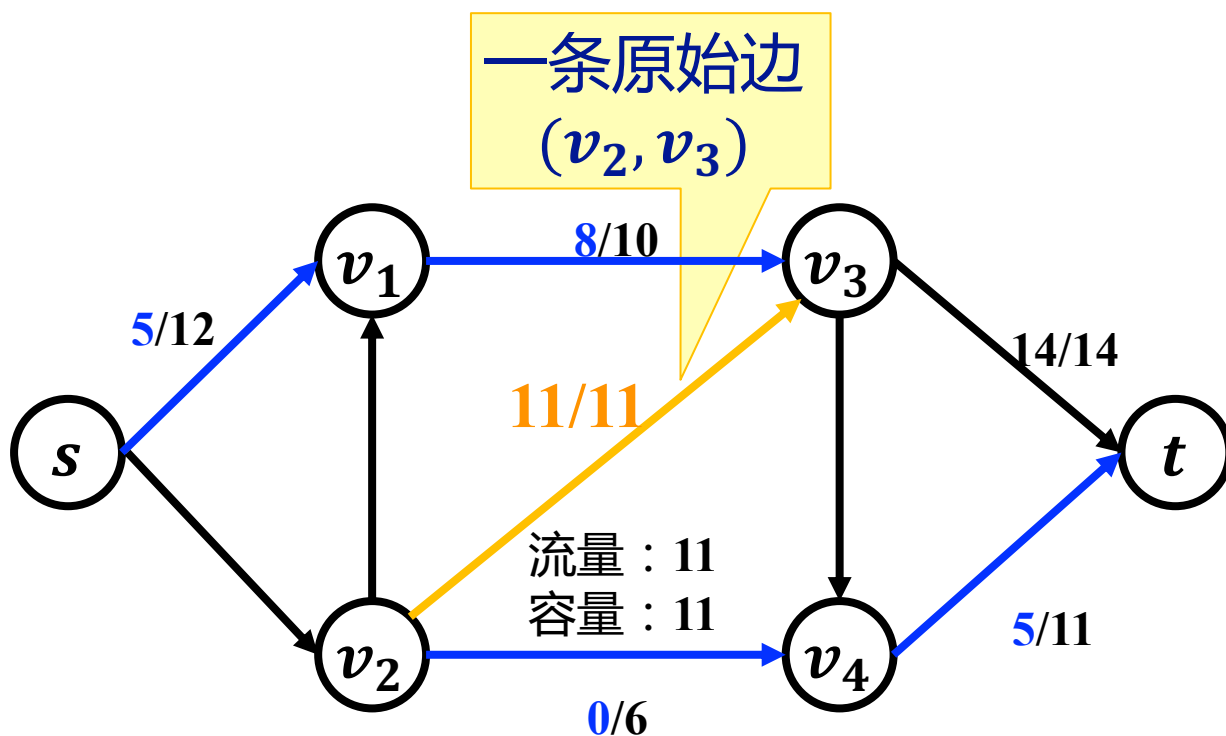 一条原始边
(v₂, v₃)
8/10
v₁
v₃
5/12
14/14
11/11
s
t
流量：11
容量：11
5/11
v₂
v₄
0/6